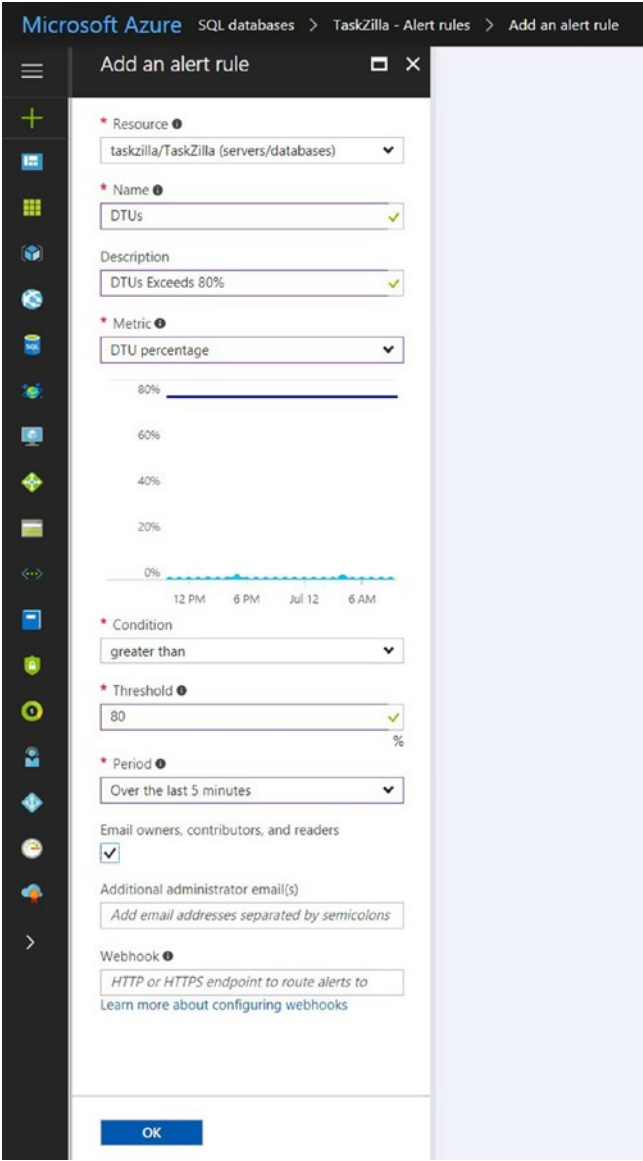 Microsoft Azure SQL databases > TaskZilla - Alert rules > Add an alert rule
Add an alert rule
* Resource
taskzilla/TaskZilla (servers/databases)
* Name
DTUs
Description
DTUs Exceeds 80%
* Metric
DTU percentage
80%
60%
40%
20%
0%
12 PM 6 PM Jul 12 6 AM
* Condition
greater than
* Threshold
80
%
* Period
Over the last 5 minutes
Email owners, contributors, and readers
Additional administrator email(s)
Add email addresses separated by semicolons
Webhook
HTTP or HTTPS endpoint to route alerts to
Learn more about configuring webhooks
OK